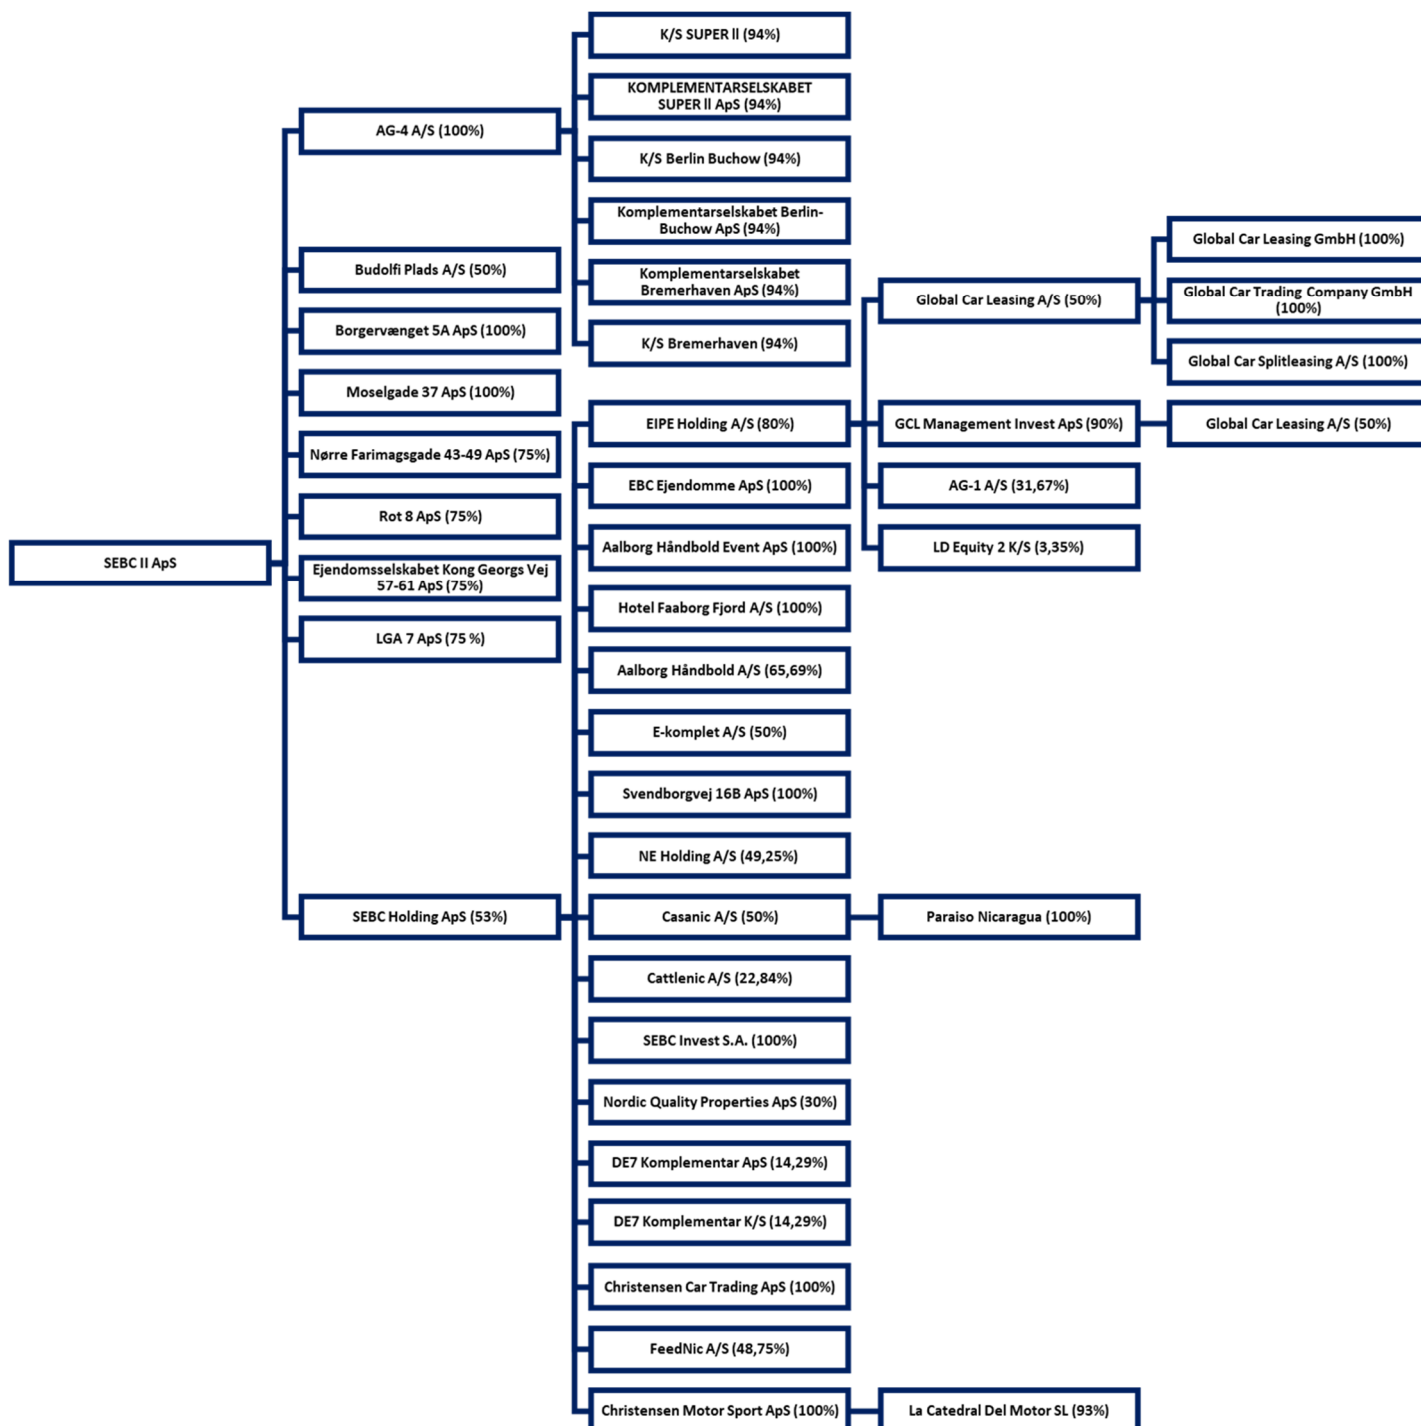 SEBC II ApS
AG-4 A/S (100%)
Budolfi Plads A/S (50%)
Borgervænget 5A ApS (100%)
Moselgade 37 ApS (100%)
Nørre Farimagsgade 43-49 ApS (75%)
Rot 8 ApS (75%)
Ejendomsselskabet Kong Georgs Vej
57-61 ApS (75%)
LGA 7 ApS (75 %)
SEBC Holding ApS (53%)
K/S SUPER ll (94%)
KOMPLEMENTARSELSKABET
SUPER ll ApS (94%)
K/S Berlin Buchow (94%)
Komplementarselskabet Berlin-
Buchow ApS (94%)
Komplementarselskabet
Bremerhaven ApS (94%)
K/S Bremerhaven (94%)
EIPE Holding A/S (80%)
EBC Ejendomme ApS (100%)
Aalborg Håndbold Event ApS (100%)
Hotel Faaborg Fjord A/S (100%)
Aalborg Håndbold A/S (65,69%)
E-komplet A/S (50%)
Svendborgvej 16B ApS (100%)
NE Holding A/S (49,25%)
Casanic A/S (50%)
Cattlenic A/S (22,84%)
SEBC Invest S.A. (100%)
Nordic Quality Properties ApS (30%)
DE7 Komplementar ApS (14,29%)
DE7 Komplementar K/S (14,29%)
Christensen Car Trading ApS (100%)
FeedNic A/S (48,75%)
Christensen Motor Sport ApS (100%)
Global Car Leasing A/S (50%)
GCL Management Invest ApS (90%)
AG-1 A/S (31,67%)
LD Equity 2 K/S (3,35%)
Paraiso Nicaragua (100%)
La Catedral Del Motor SL (93%)
Global Car Leasing GmbH (100%)
Global Car Trading Company GmbH
(100%)
Global Car Splitleasing A/S (100%)
Global Car Leasing A/S (50%)